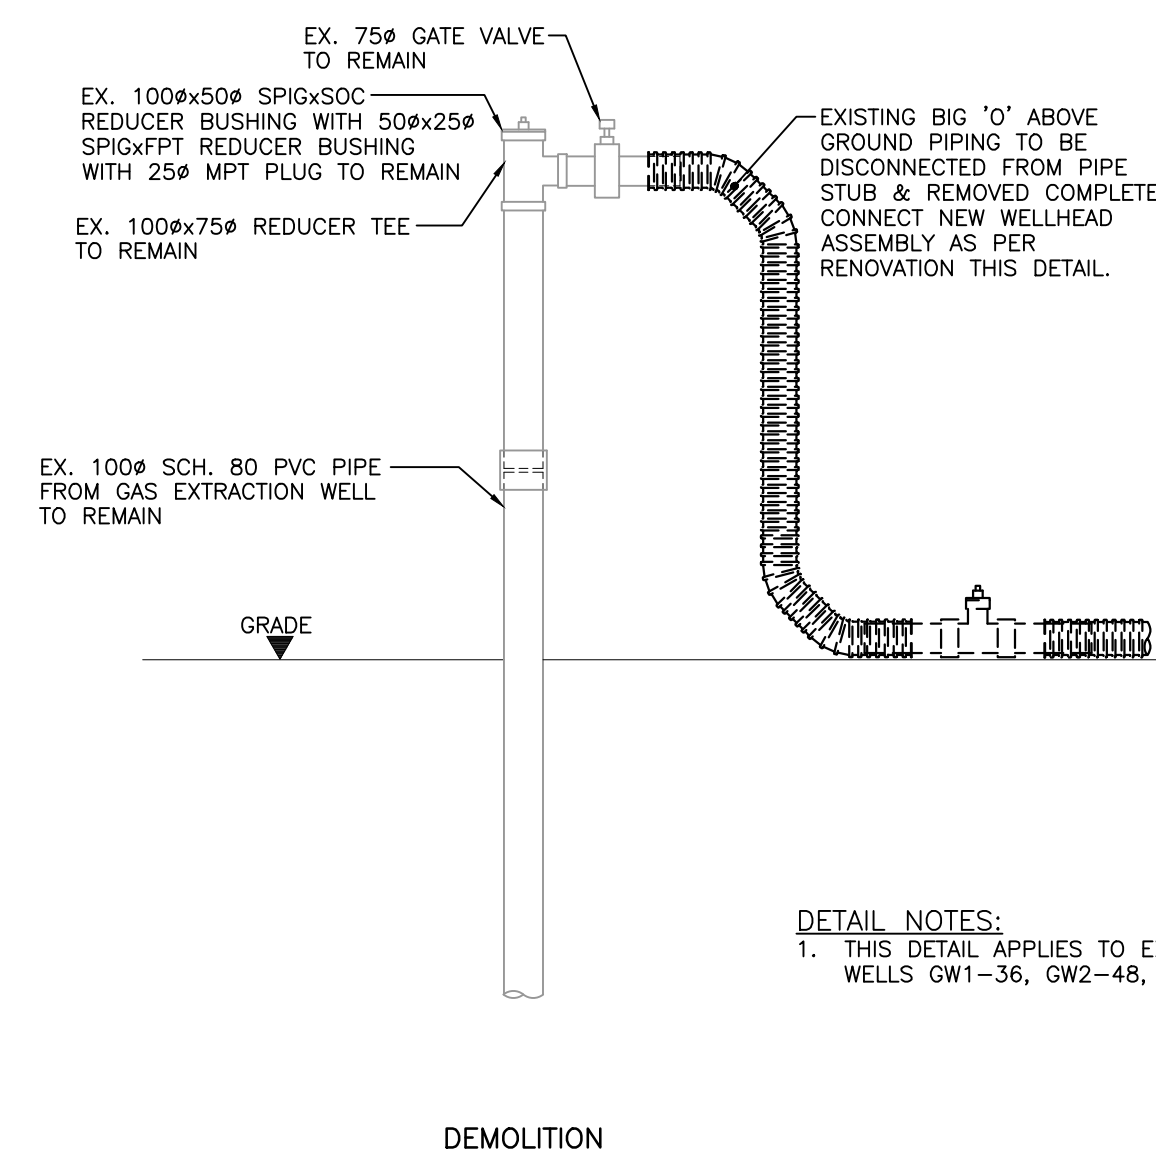 EX. 75ø GATE VALVE
TO REMAIN
EX. 100øx50ø SPIGxSOC
REDUCER BUSHING WITH 50øx25ø
SPIGxFPT REDUCER BUSHING
WITH 25ø MPT PLUG TO REMAIN
EX. 100øx75ø REDUCER TEE
TO REMAIN
EXISTING BIG 'O' ABOVE
GROUND PIPING TO BE
DISCONNECTED FROM PIPE
STUB & REMOVED COMPLETE
CONNECT NEW WELLHEAD
ASSEMBLY AS PER
RENOVATION THIS DETAIL.
EX. 100ø SCH. 80 PVC PIPE
FROM GAS EXTRACTION WELL
TO REMAIN
GRADE
DETAIL NOTES:
1. THIS DETAIL APPLIES TO
WELLS GW1-36, GW2-48,
DEMOLITION